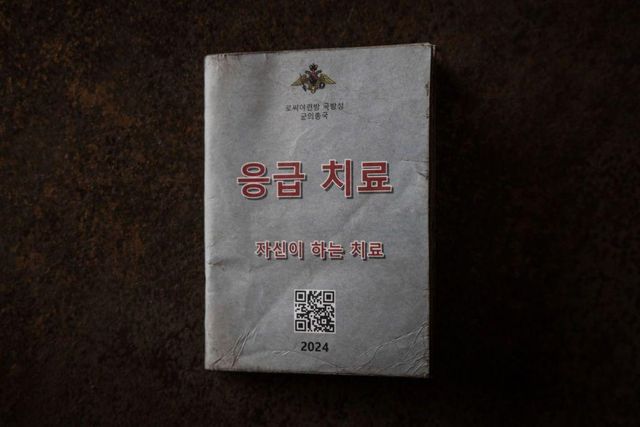 로씨야련방 국방성
군의총국
응급 치료
자신이 하는 치료
2024